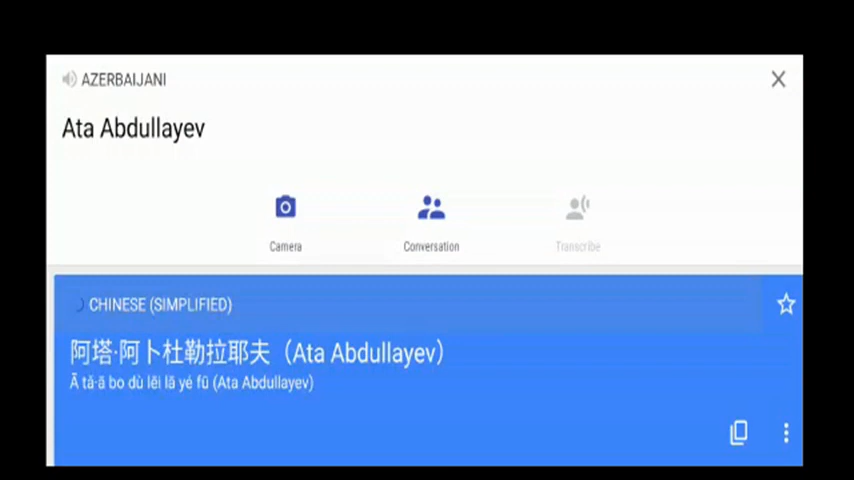 AZERBAIJANI
Ata Abdullayev
Camera Conversation Transcribe
CHINESE (SIMPLIFIED)
阿塔·阿卜杜勒拉耶夫（Ata Abdullayev）
Ā tǎ·ā bo dù lēi lā yé fū (Ata Abdullayev)